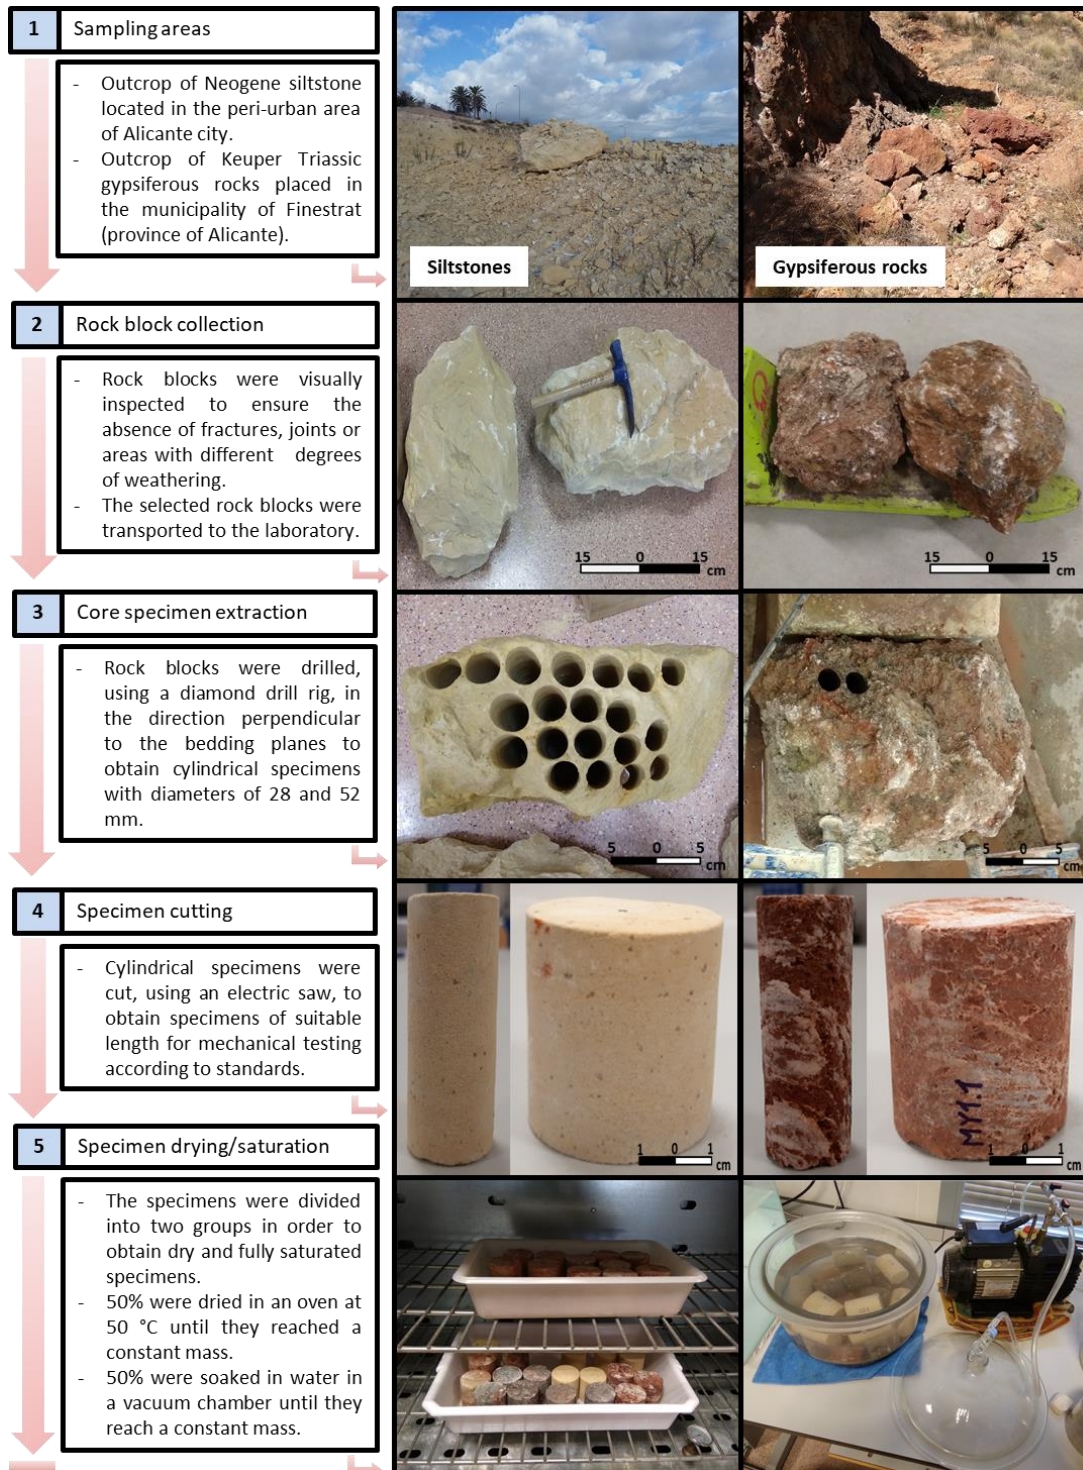 1 Sampling areas
- Outcrop of Neogene siltstone
located in the peri-urban area
of Alicante city.
- Outcrop of Keuper Triassic
gypsiferous rocks placed in
the municipality of Finestrat
(province of Alicante).
Siltstones
Gypsiferous rocks
2 Rock block collection
- Rock blocks were visually
inspected to ensure the
absence of fractures, joints or
areas with different degrees
of weathering.
- The selected rock blocks were
transported to the laboratory.
15 0 15
cm
15 0 15
cm
3 Core specimen extraction
- Rock blocks were drilled,
using a diamond drill rig, in
the direction perpendicular
to the bedding planes to
obtain cylindrical specimens
with diameters of 28 and 52
mm.
5 0 5
cm
5 0 5
cm
4 Specimen cutting
- Cylindrical specimens were
cut, using an electric saw, to
obtain specimens of suitable
length for mechanical testing
according to standards.
MY1.1
1 0 1
cm
1 0 1
cm
5 Specimen drying/saturation
- The specimens were divided
into two groups in order to
obtain dry and fully saturated
specimens.
- 50% were dried in an oven at
50 °C until they reached a
constant mass.
- 50% were soaked in water in
a vacuum chamber until they
reach a constant mass.